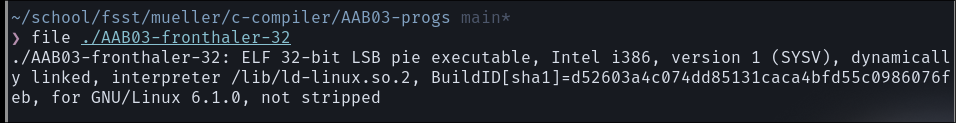 ~/school/fsst/mueller/c-compiler/AAB03-progs main*
❯ file ./AAB03-fronthaler-32
./AAB03-fronthaler-32: ELF 32-bit LSB pie executable, Intel i386, version 1 (SYSV), dynamicall
y linked, interpreter /lib/ld-linux.so.2, BuildID[sha1]=d52603a4c074dd85131caca4bfd55c0986076f
eb, for GNU/Linux 6.1.0, not stripped